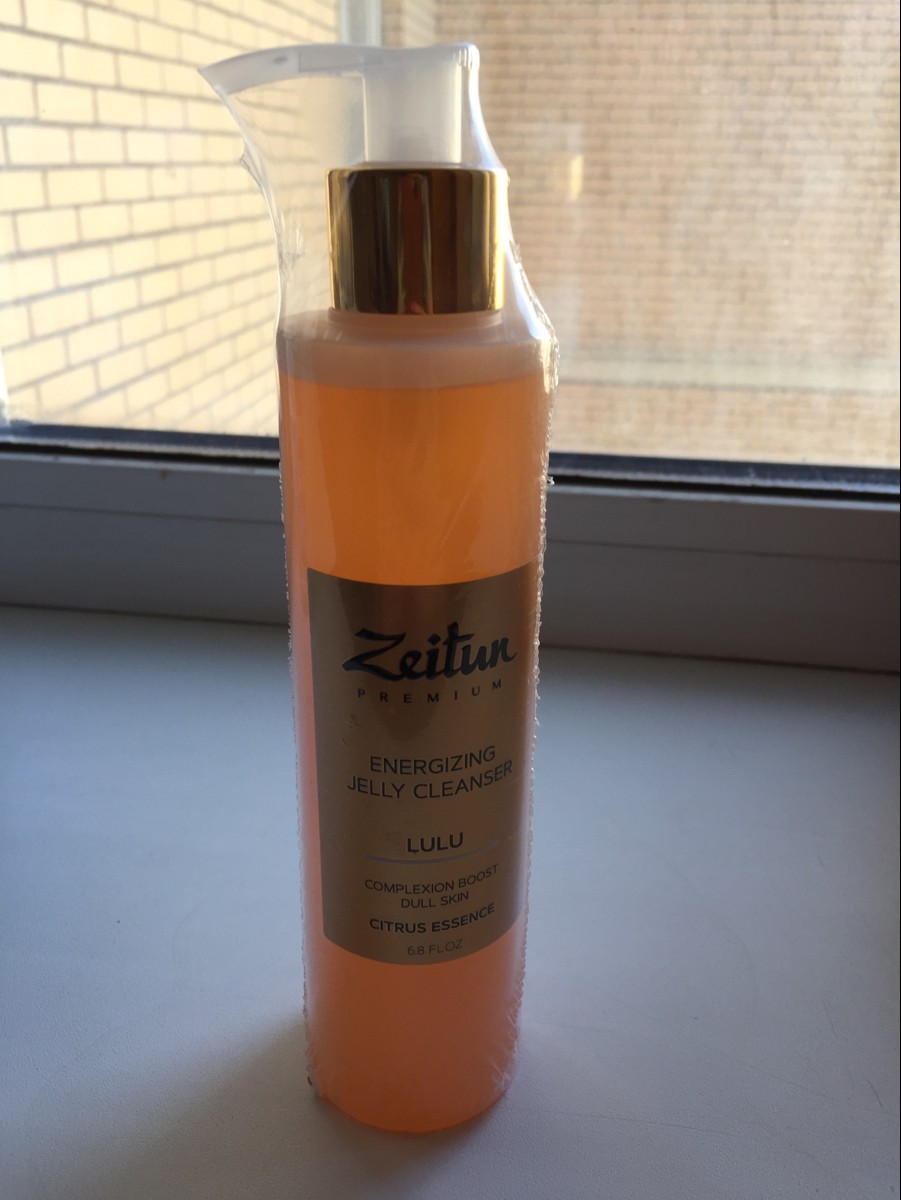 Zeitun
PREMIUM
ENERGIZING
JELLY CLEANSER
LULU
COMPLEXION BOOST
DULL SKIN
CITRUS ESSENCE
6.8 FL OZ